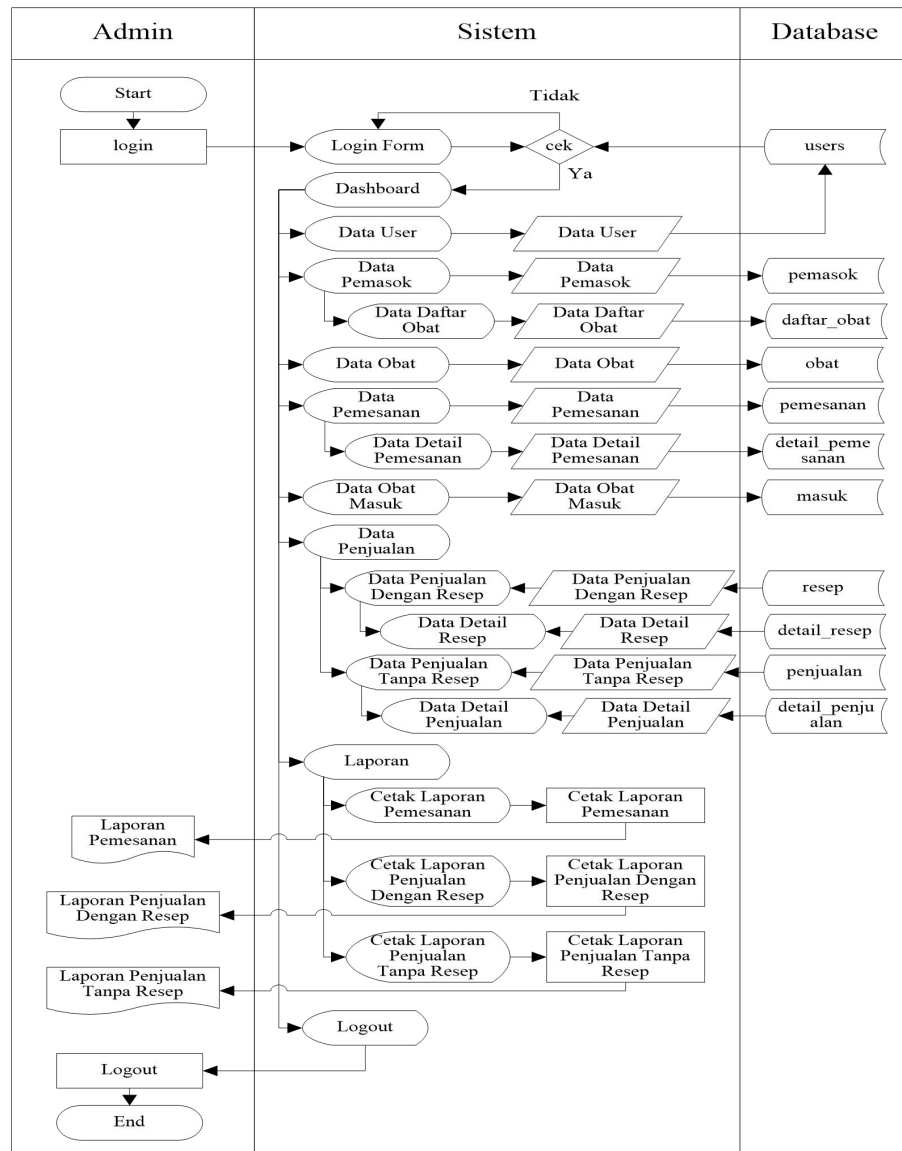 Admin
Sistem
Database
Start
Tidak
login
Login Form
cek
users
Ya
Dashboard
Data User
Data User
Data
Pemasok
Data
Pemasok
pemasok
Data Daftar
Obat
Data Daftar
Obat
daftar_obat
Data Obat
Data Obat
obat
Data
Pemesanan
Data
Pemesanan
pemesanan
Data Detail
Pemesanan
Data Detail
Pemesanan
detail_peme
sanan
Data Obat
Masuk
Data Obat
Masuk
masuk
Data
Penjualan
Data Penjualan
Dengan Resep
Data Penjualan
Dengan Resep
resep
Data Detail
Resep
Data Detail
Resep
detail_resep
Data Penjualan
Tanpa Resep
Data Penjualan
Tanpa Resep
penjualan
Data Detail
Penjualan
Data Detail
Penjualan
detail_penju
alan
Laporan
Cetak Laporan
Pemesanan
Cetak Laporan
Pemesanan
Laporan
Pemesanan
Cetak Laporan
Penjualan
Dengan Resep
Cetak Laporan
Penjualan Dengan
Resep
Laporan Penjualan
Dengan Resep
Cetak Laporan
Penjualan
Tanpa Resep
Cetak Laporan
Penjualan Tanpa
Resep
Laporan Penjualan
Tanpa Resep
Logout
Logout
End